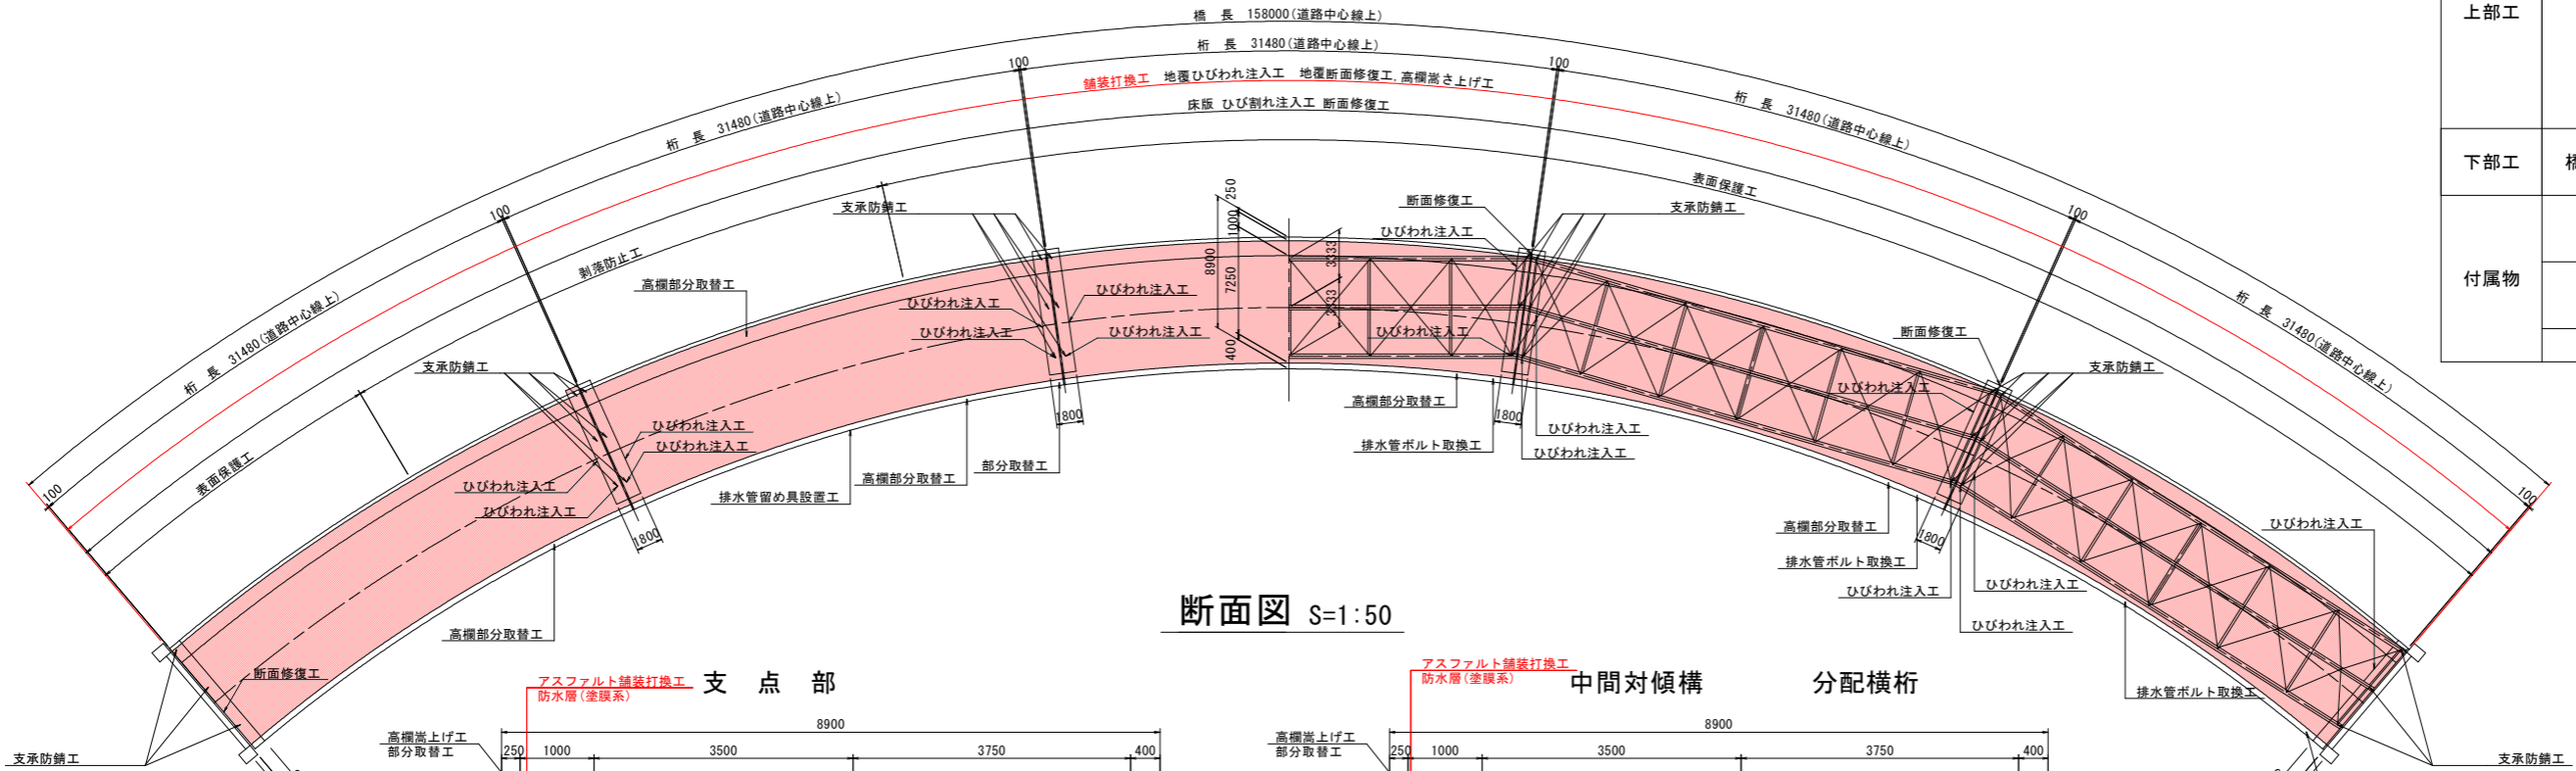 橋　長　158000(道路中心線上)
桁　長　31480(道路中心線上)
100
100
舗装打換工　地覆ひびわれ注入工　地覆断面修復工，高欄嵩さ上げ工
床版 ひび割れ注入工 断面修復工
桁　長　31480(道路中心線上)
桁　長　31480(道路中心線上)
100
100
表面保護工
剥落防止工
桁　長　31480(道路中心線上)
桁　長　31480(道路中心線上)
表面保護工
100
100
上部工
下部工
付属物
支承防錆工
断面修復工
支承防錆工
ひびわれ注入工
250
1000
8900
7250
400
3333
3333
高欄部分取替工
ひびわれ注入工
ひびわれ注入工
ひびわれ注入工
ひびわれ注入工
ひびわれ注入工
断面修復工
支承防錆工
支承防錆工
ひびわれ注入工
高欄部分取替工
1800
1800
ひびわれ注入工
ひびわれ注入工
ひびわれ注入工
ひびわれ注入工
部分取替工
高欄部分取替工
排水管留め具設置工
排水管ボルト取換工
ひびわれ注入工
ひびわれ注入工
1800
1800
高欄部分取替工
排水管ボルト取換工
ひびわれ注入工
ひびわれ注入工
ひびわれ注入工
ひびわれ注入工
高欄部分取替工
断面修復工
排水管ボルト取換工
支承防錆工
支承防錆工
断面図 S=1:50
アスファルト舗装打換工
防水層(塗膜系)
支　点　部
8900
高欄嵩上げ工
部分取替工
250
1000
3500
3750
400
アスファルト舗装打換工
防水層(塗膜系)
中間対傾構
分配横桁
8900
高欄嵩上げ工
部分取替工
250
1000
3500
3750
400